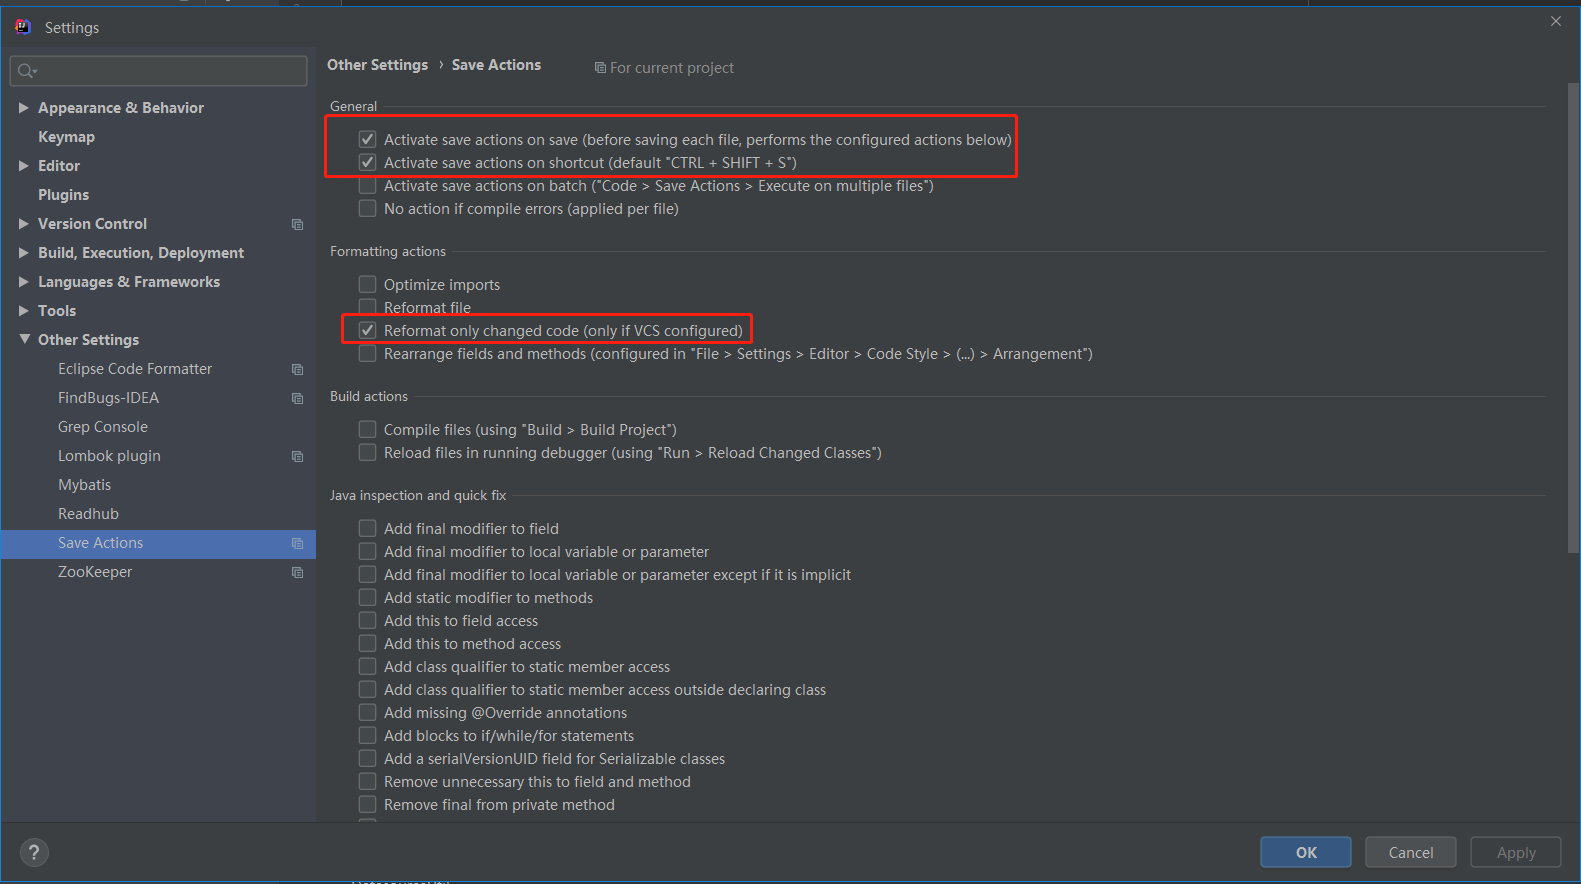 Settings
Other Settings › Save Actions For current project
Appearance & Behavior
Keymap
Editor
Plugins
Version Control
Build, Execution, Deployment
Languages & Frameworks
Tools
Other Settings
Eclipse Code Formatter
FindBugs-IDEA
Grep Console
Lombok plugin
Mybatis
Readhub
Save Actions
ZooKeeper
General
Activate save actions on save (before saving each file, performs the configured actions below)
Activate save actions on shortcut (default "CTRL + SHIFT + S")
Activate save actions on batch ("Code > Save Actions > Execute on multiple files")
No action if compile errors (applied per file)
Formatting actions
Optimize imports
Reformat file
Reformat only changed code (only if VCS configured)
Rearrange fields and methods (configured in "File > Settings > Editor > Code Style > (...) > Arrangement")
Build actions
Compile files (using "Build > Build Project")
Reload files in running debugger (using "Run > Reload Changed Classes")
Java inspection and quick fix
Add final modifier to field
Add final modifier to local variable or parameter
Add final modifier to local variable or parameter except if it is implicit
Add static modifier to methods
Add this to field access
Add this to method access
Add class qualifier to static member access
Add class qualifier to static member access outside declaring class
Add missing @Override annotations
Add blocks to if/while/for statements
Add a serialVersionUID field for Serializable classes
Remove unnecessary this to field and method
Remove final from private method
?
OK
Cancel
Apply